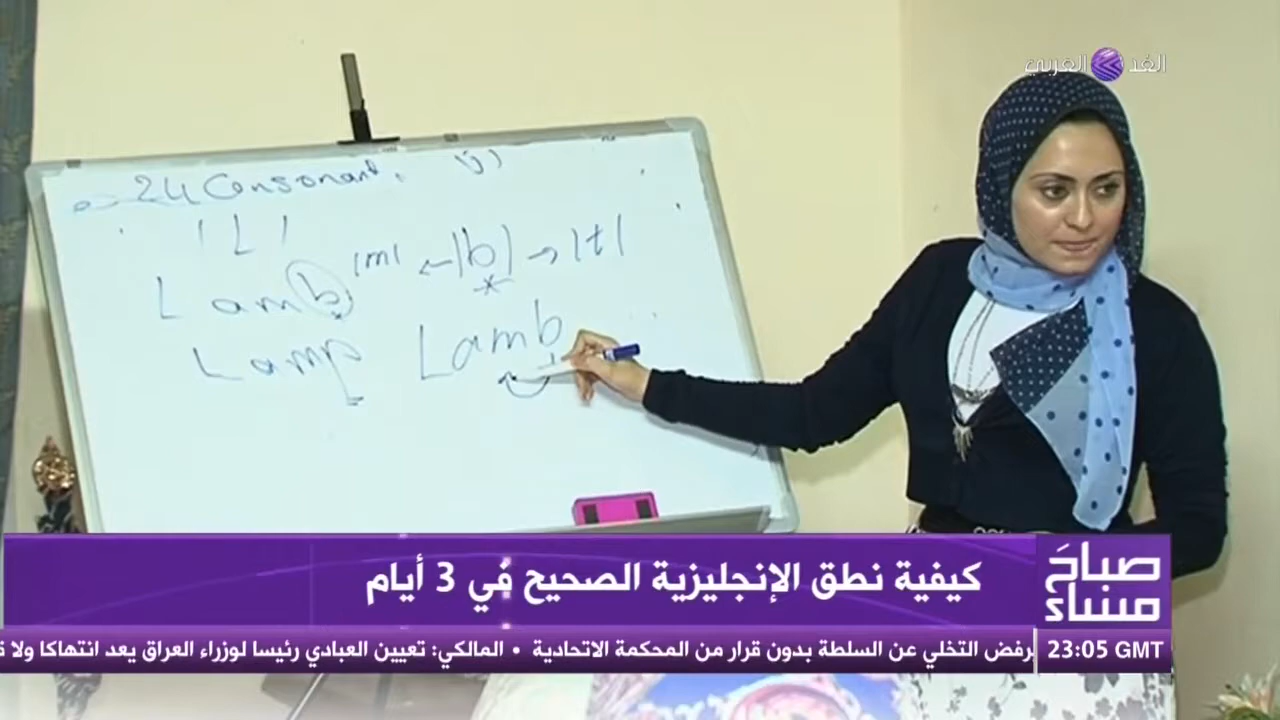 الغد العربي
24 Consonant.
/L/
Lamb /m/ ← /b/ → /t/
Lamp Lamb
كيفية نطق الإنجليزية الصحيح في 3 أيام
صباح مساء
برفض التخلي عن السلطة بدون قرار من المحكمة الاتحادية • المالكي: تعيين العبادي رئيسا لوزراء العراق يعد انتهاكا ولا
23:05 GMT